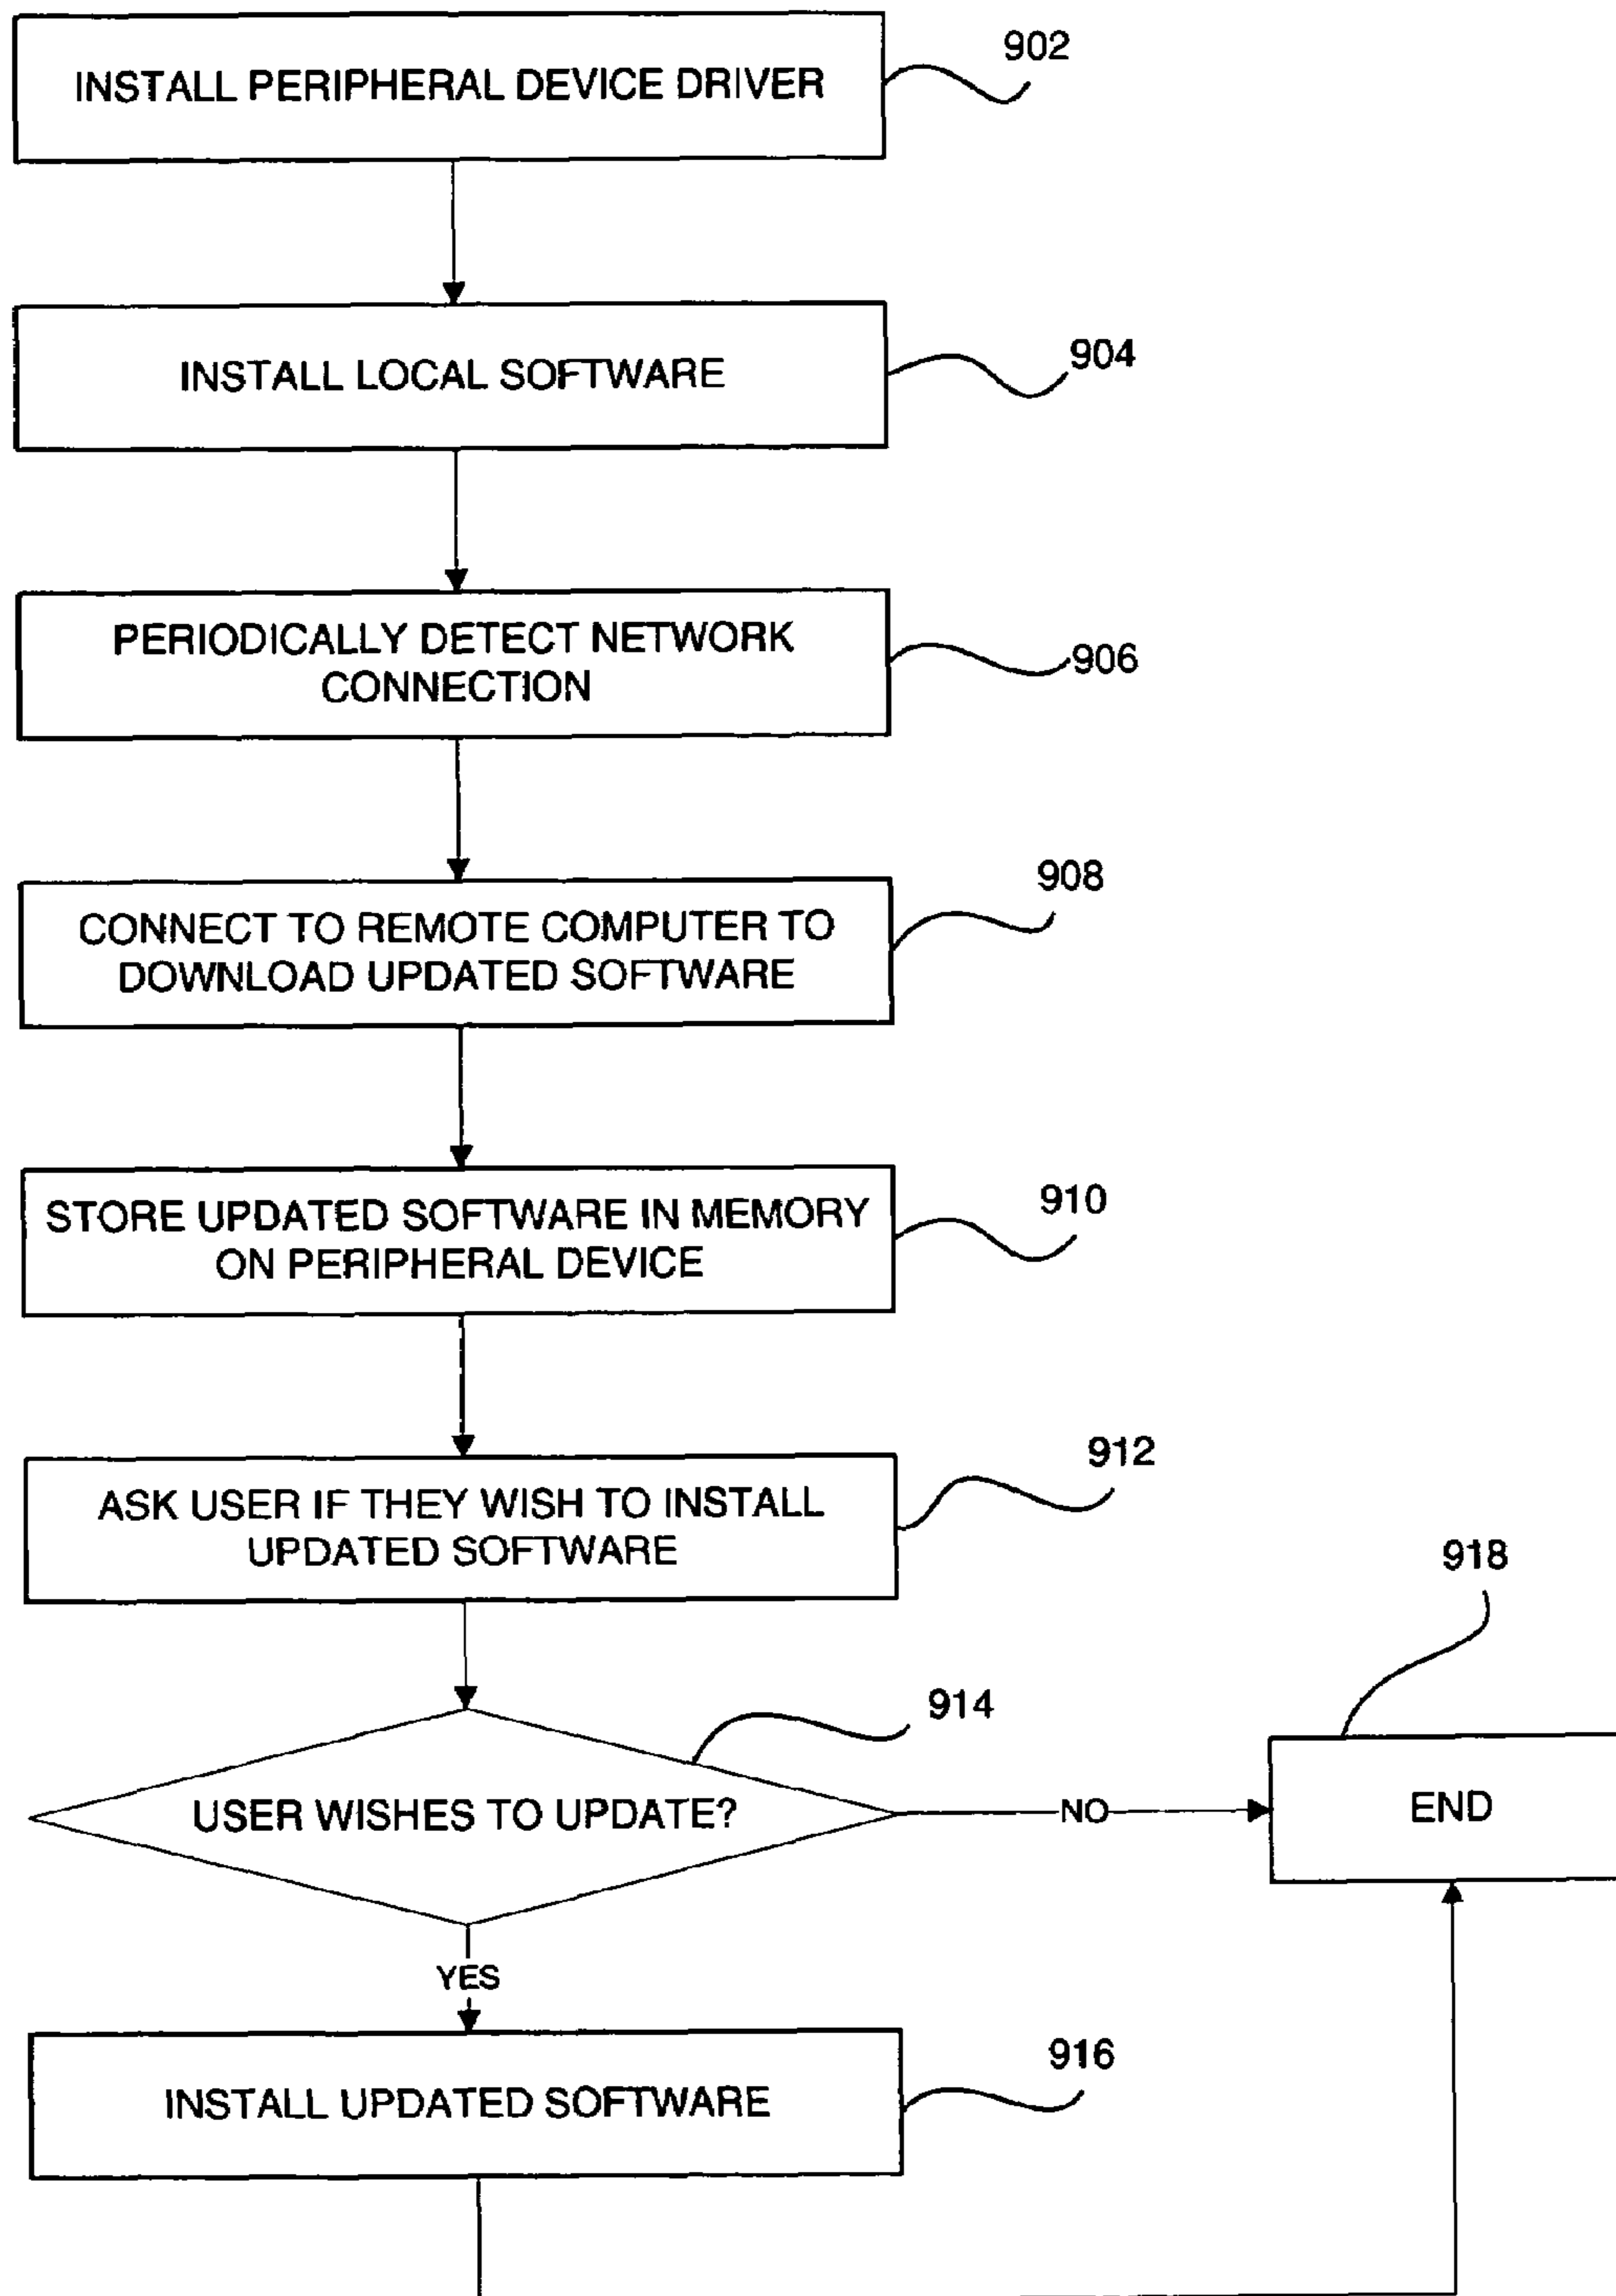 INSTALL PERIPHERAL DEVICE DRIVER
902
INSTALL LOCAL SOFTWARE
904
PERIODICALLY DETECT NETWORK
CONNECTION
906
CONNECT TO REMOTE COMPUTER TO
DOWNLOAD UPDATED SOFTWARE
908
STORE UPDATED SOFTWARE IN MEMORY
ON PERIPHERAL DEVICE
910
ASK USER IF THEY WISH TO INSTALL
UPDATED SOFTWARE
912
USER WISHES TO UPDATE?
914
NO
END
918
YES
INSTALL UPDATED SOFTWARE
916